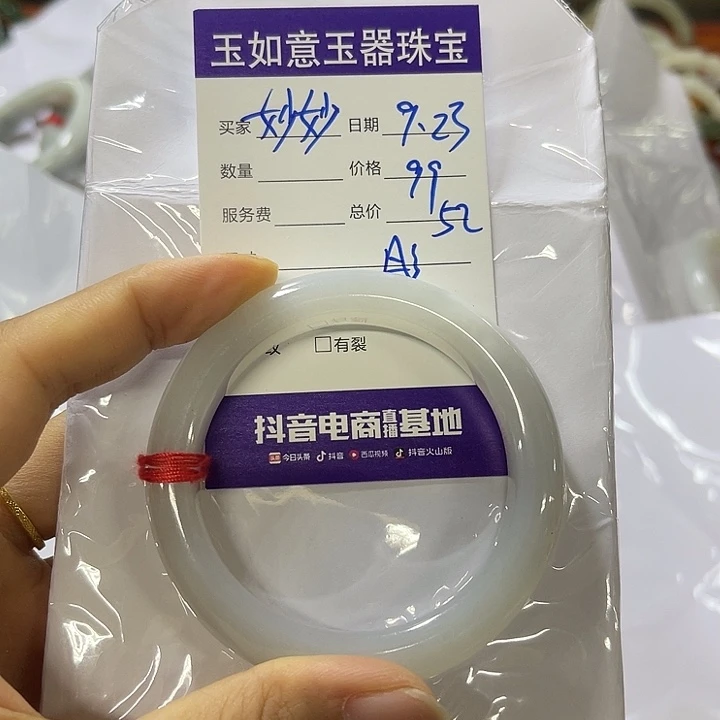 玉如意玉器珠宝
买家 妙妙 日期 9.23
数量 价格 99
服务费 总价 52
A3
□有裂
抖音电商直播基地
今日头条 抖音 西瓜视频 抖音火山版